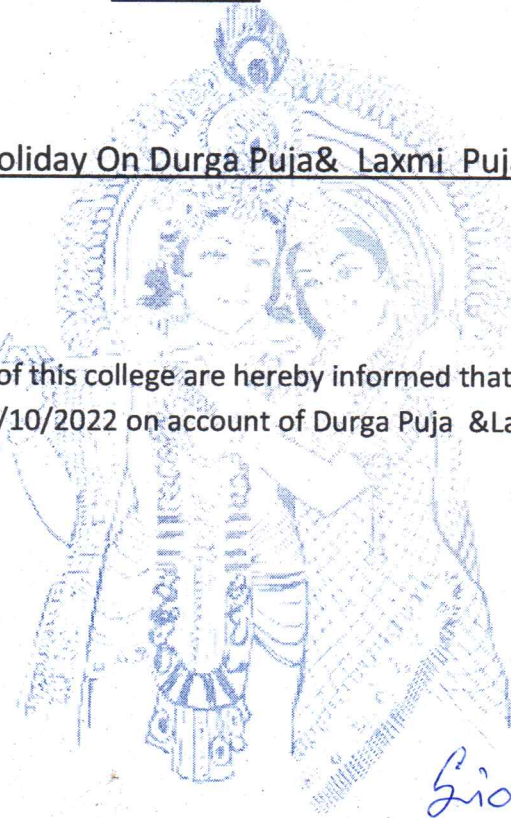 oliday On Durga Puja& Laxmi Puj
of this college are hereby informed that
/10/2022 on account of Durga Puja &La